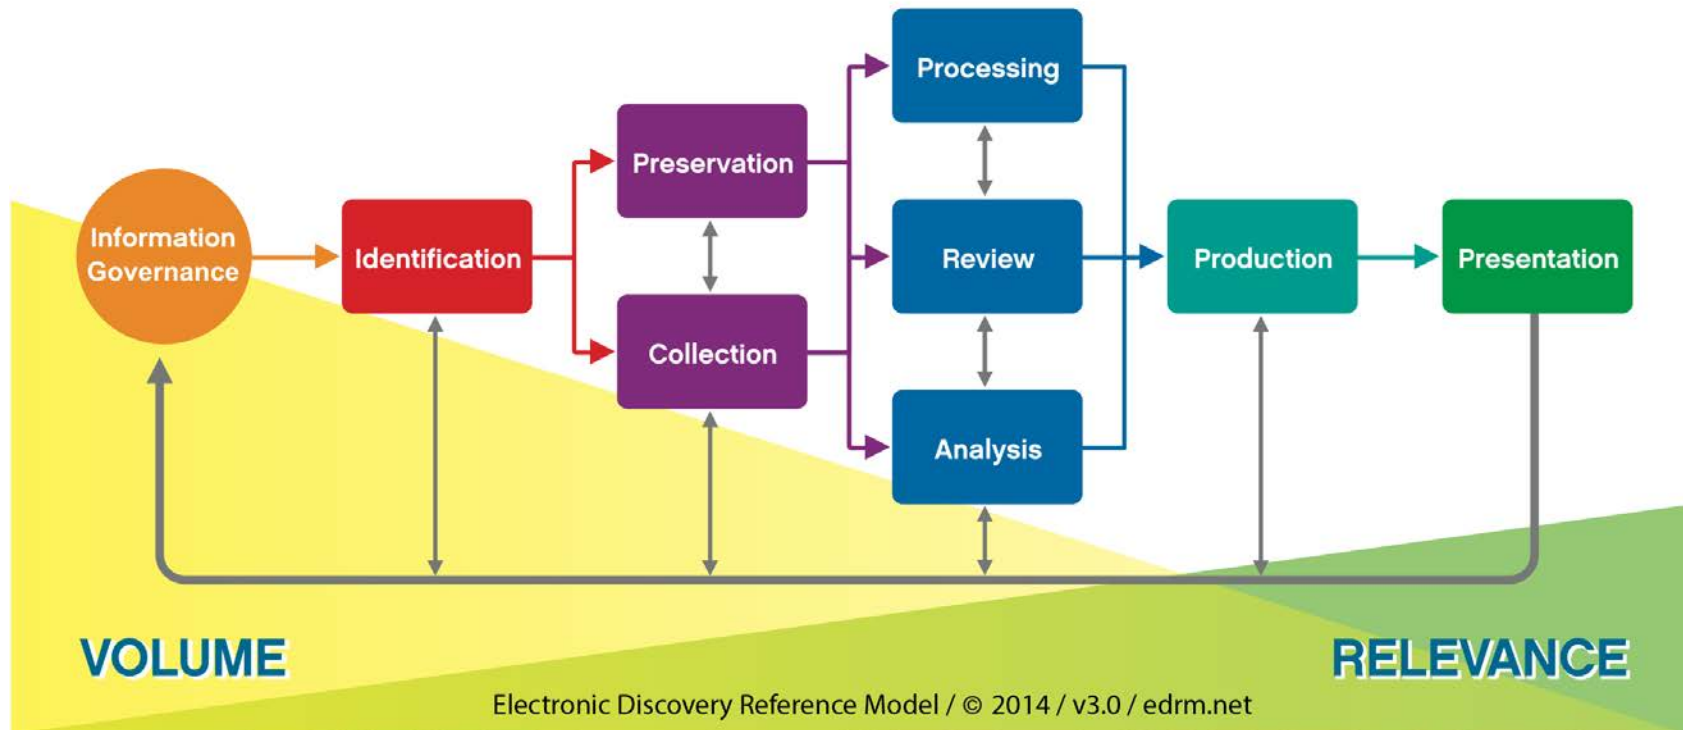 Information
Governance
Identification
Preservation
Collection
Processing
Review
Analysis
Production
Presentation
VOLUME
RELEVANCE
Electronic Discovery Reference Model / © 2014 / v3.0 / edrm.net